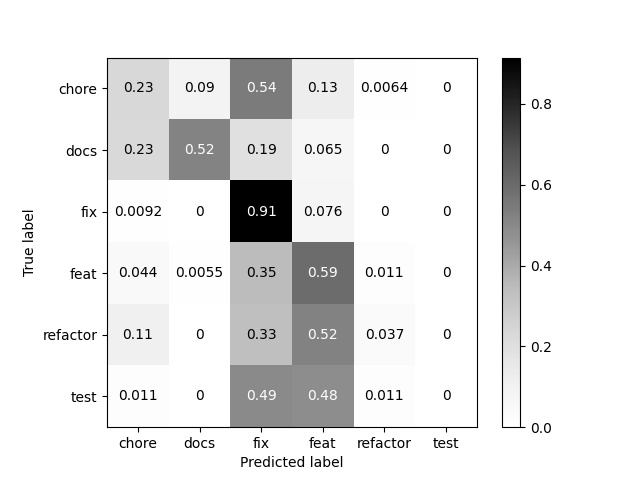 chore 0.23 0.09 0.54 0.13 0.0064 0
docs 0.23 0.52 0.19 0.065 0 0
fix 0.0092 0 0.91 0.076 0 0
feat 0.044 0.0055 0.35 0.59 0.011 0
refactor 0.11 0 0.33 0.52 0.037 0
test 0.011 0 0.49 0.48 0.011 0
chore docs fix feat refactor test
Predicted label
True label
0.8
0.6
0.4
0.2
0.0